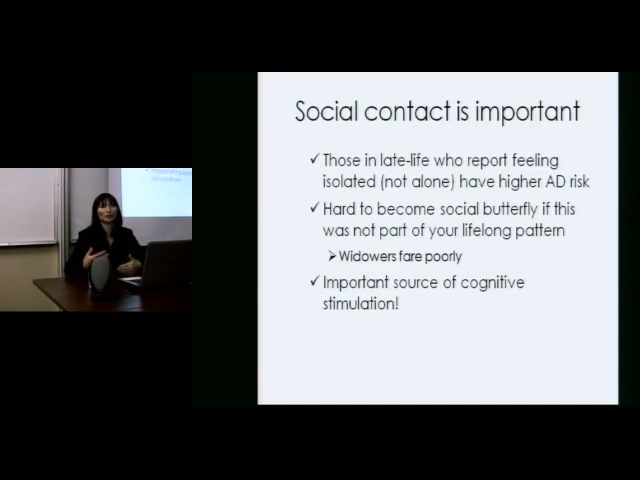 Social contact is important
✓ Those in late-life who report feeling
isolated (not alone) have higher AD risk
✓ Hard to become social butterfly if this
was not part of your lifelong pattern
➢ Widowers fare poorly
✓ Important source of cognitive
stimulation!